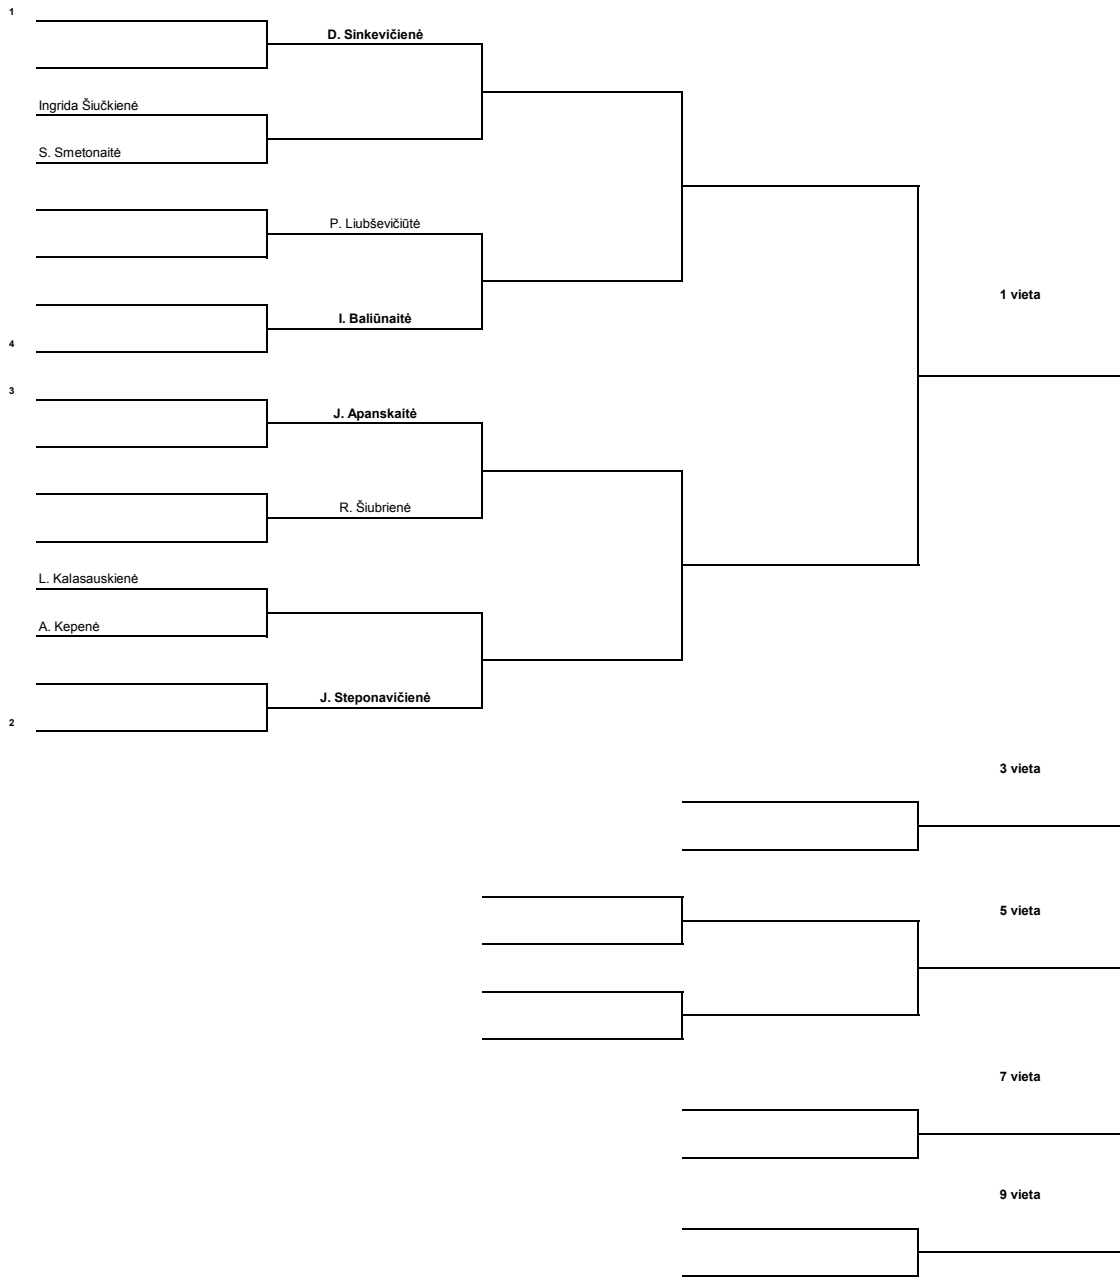 1
D. Sinkevičienė
Ingrida Šiučkienė
S. Smetonaitė
P. Liubševičiūtė
1 vieta
I. Baliūnaitė
4
3
J. Apanskaitė
R. Šiubrienė
L. Kalasauskienė
A. Kepenė
J. Steponavičienė
2
3 vieta
5 vieta
7 vieta
9 vieta